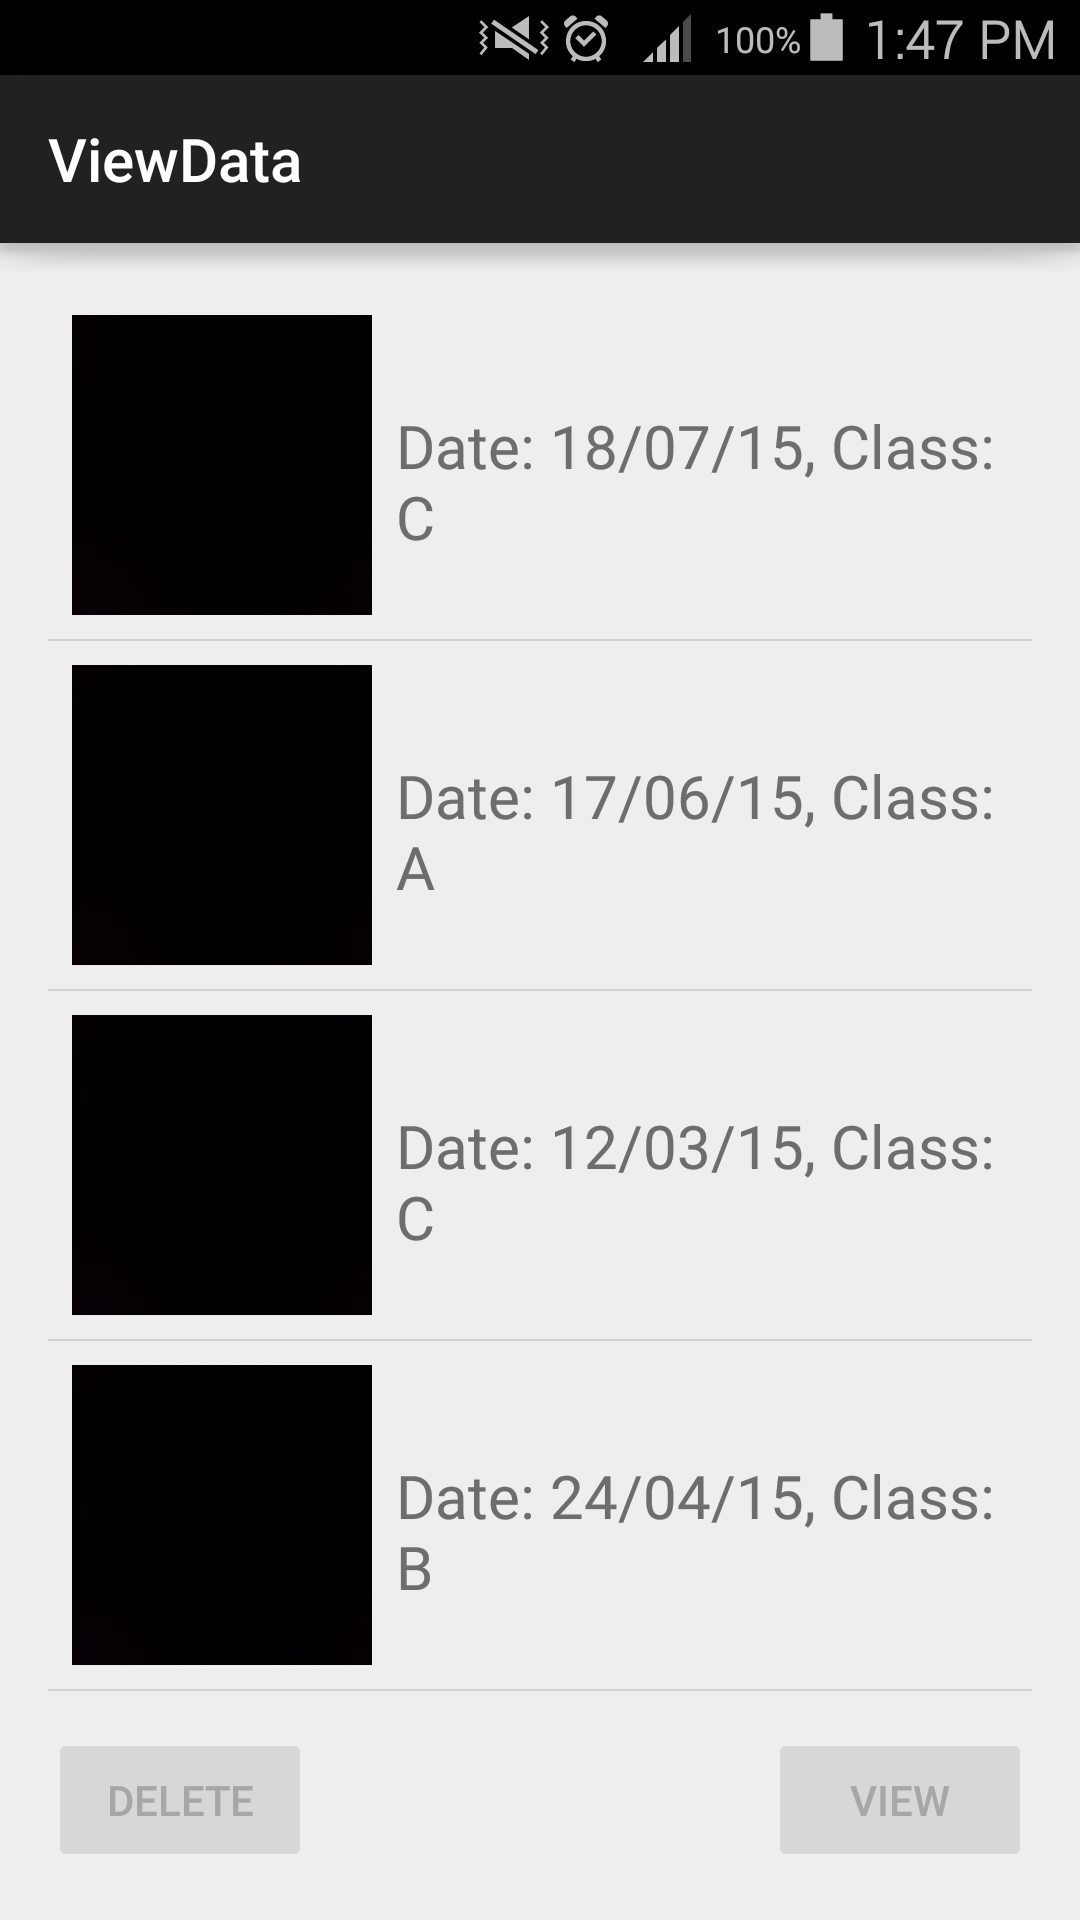 100% 1:47 PM
ViewData
Date: 18/07/15, Class:
C
Date: 17/06/15, Class:
A
Date: 12/03/15, Class:
C
Date: 24/04/15, Class:
B
DELETE
VIEW